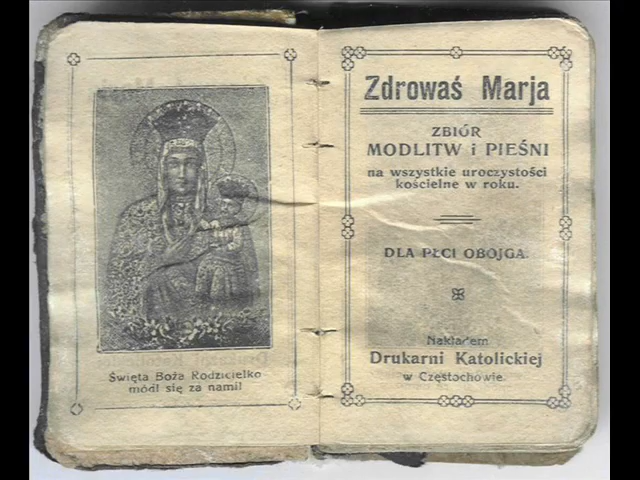 Święta Boża Rodzicielko
módl się za nami!
Zdrowaś Marja
ZBIÓR
MODLITW i PIEŚNI
na wszystkie uroczystości
kościelne w roku.
DLA PŁCI OBOJGA.
Nakładem
Drukarni Katolickiej
w Częstochowie.